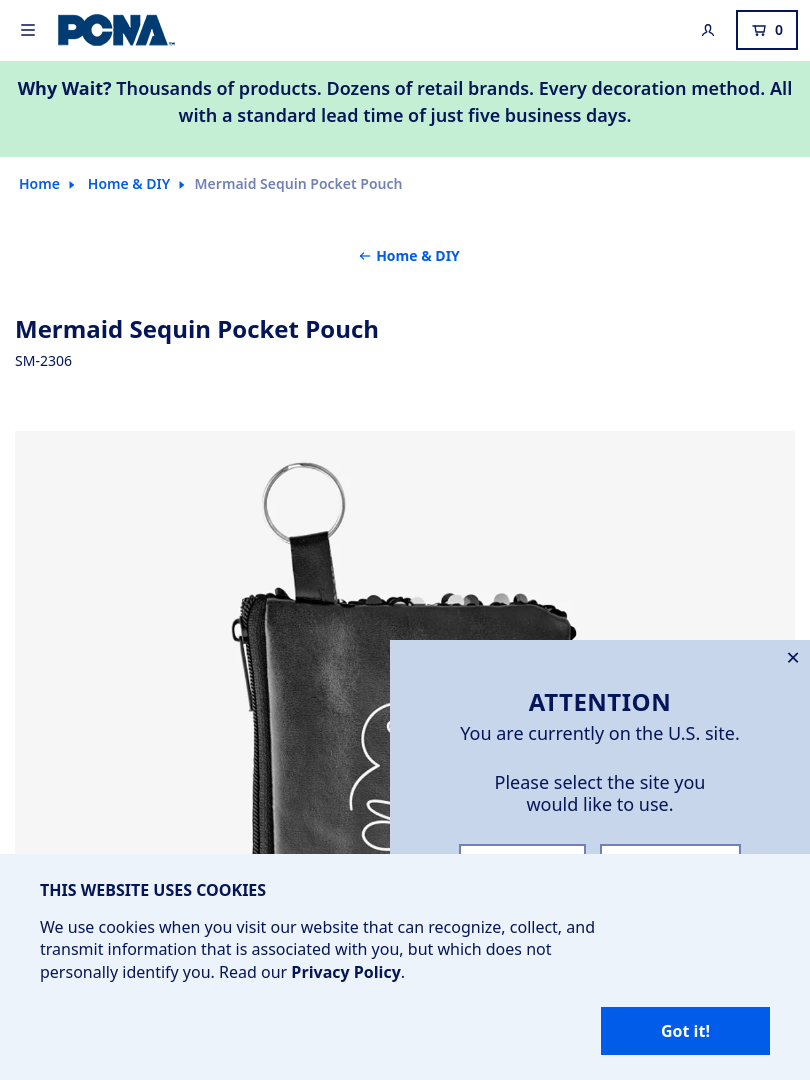 PCNA™
0
Why Wait? Thousands of products. Dozens of retail brands. Every decoration method. All
with a standard lead time of just five business days.
Home Home & DIY Mermaid Sequin Pocket Pouch
Home & DIY
Mermaid Sequin Pocket Pouch
SM-2306
ATTENTION
You are currently on the U.S. site.
Please select the site you
would like to use.
THIS WEBSITE USES COOKIES
We use cookies when you visit our website that can recognize, collect, and
transmit information that is associated with you, but which does not
personally identify you. Read our Privacy Policy.
Got it!